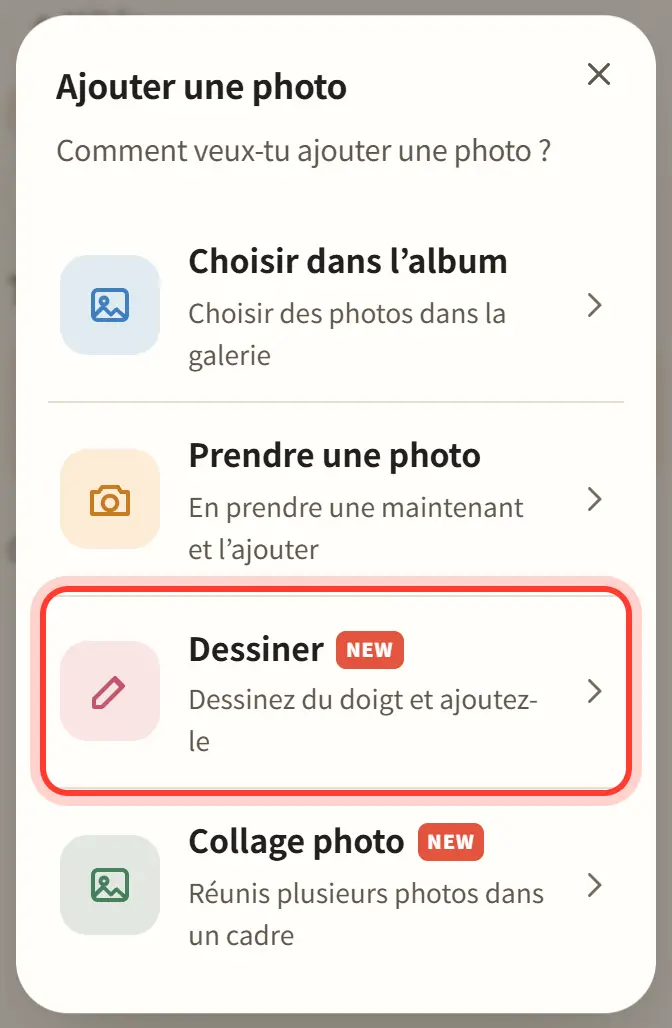 Ajouter une photo
Comment veux-tu ajouter une photo ?
Choisir dans l’album
Choisir des photos dans la
galerie
Prendre une photo
En prendre une maintenant
et l’ajouter
Dessiner NEW
Dessinez du doigt et ajoutez-
le
Collage photo NEW
Réunis plusieurs photos dans
un cadre